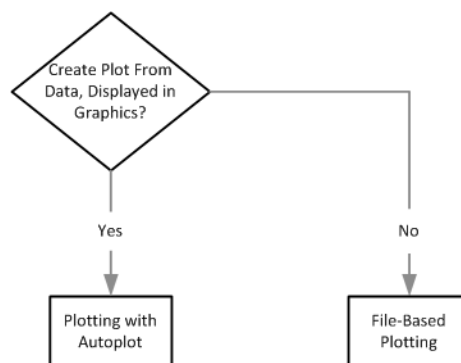 Create Plot From
Data, Displayed in
Graphics?
Yes
No
Plotting with
Autoplot
File-Based
Plotting